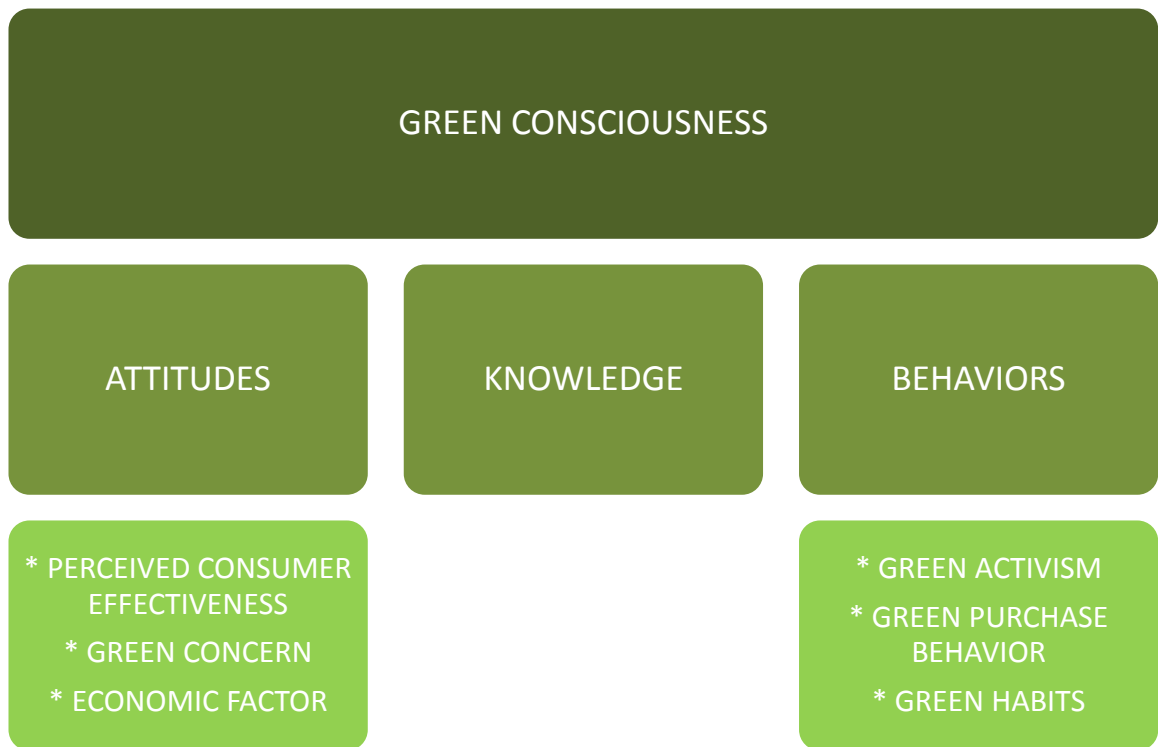 GREEN CONSCIOUSNESS
ATTITUDES
KNOWLEDGE
BEHAVIORS
* PERCEIVED CONSUMER
EFFECTIVENESS
* GREEN CONCERN
* ECONOMIC FACTOR
* GREEN ACTIVISM
* GREEN PURCHASE
BEHAVIOR
* GREEN HABITS